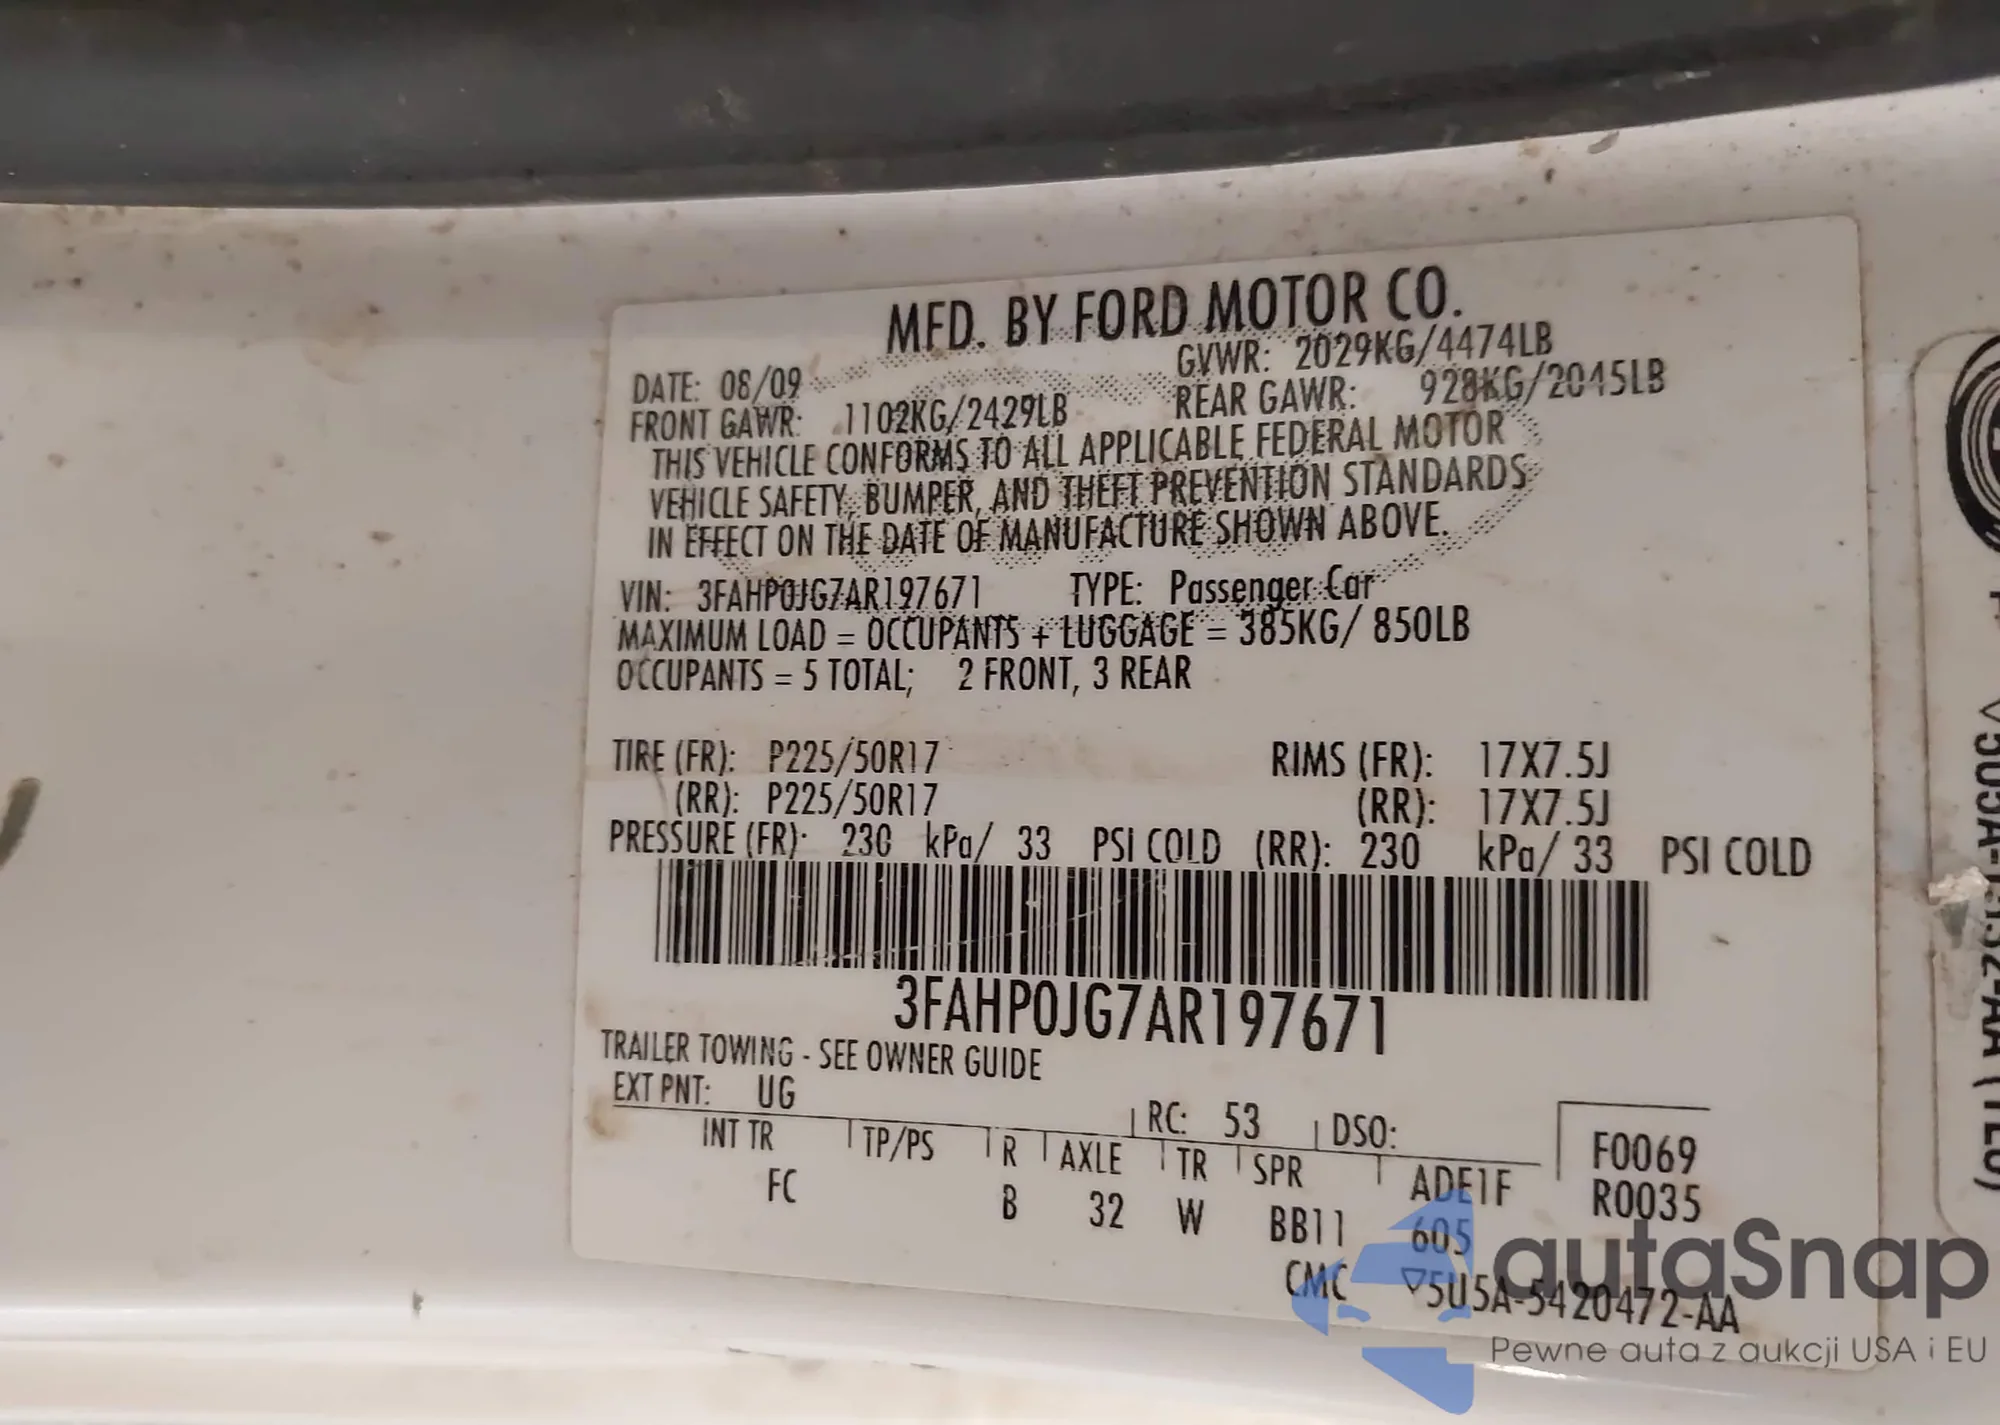 MFD. BY FORD MOTOR CO.
DATE: 08/09 GVWR: 2029KG/4474LB
FRONT GAWR: 1102KG/2429LB REAR GAWR: 928KG/2045LB
THIS VEHICLE CONFORMS TO ALL APPLICABLE FEDERAL MOTOR
VEHICLE SAFETY, BUMPER, AND THEFT PREVENTION STANDARDS
IN EFFECT ON THE DATE OF MANUFACTURE SHOWN ABOVE.
VIN: 3FAHP0JG7AR197671 TYPE: Passenger Car
MAXIMUM LOAD = OCCUPANTS + LUGGAGE = 385KG/ 850LB
OCCUPANTS = 5 TOTAL; 2 FRONT, 3 REAR
TIRE (FR): P225/50R17 RIMS (FR): 17X7.5J
(RR): P225/50R17 (RR): 17X7.5J
PRESSURE (FR): 230 kPa/ 33 PSI COLD (RR): 230 kPa/ 33 PSI COLD
3FAHP0JG7AR197671
TRAILER TOWING - SEE OWNER GUIDE
EXT PNT: UG RC: 53 DSO:
INT TR TP/PS R AXLE TR SPR ADE1F F0069
FC B 32 W BB11 605 R0035
CMC ▽5U5A-5420472-AA
autaSnap
Pewne auta z aukcji USA i EU